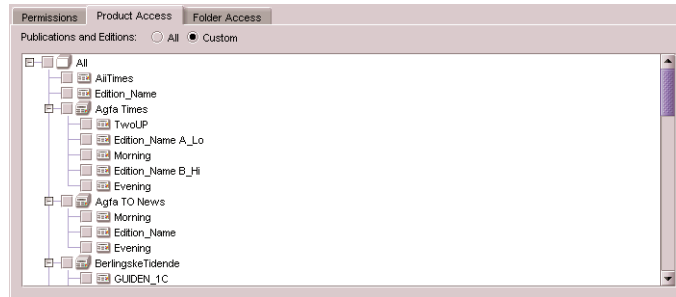 Permissions Product Access Folder Access
Publications and Editions: All Custom
All
AiiTimes
Edition_Name
Agfa Times
TwoUP
Edition_Name A_Lo
Morning
Edition_Name B_Hi
Evening
Agfa TO News
Morning
Edition_Name
Evening
BerlingskeTidende
GUIDEN_1C